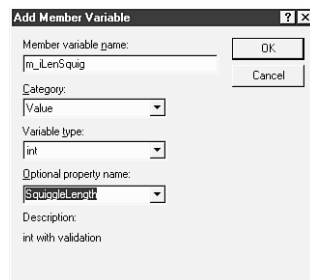 Add Member Variable
Member variable name:
OK
m_iLenSquig
Cancel
Category:
Value
Variable type:
int
Optional property name:
SquiggleLength
Description:
int with validation